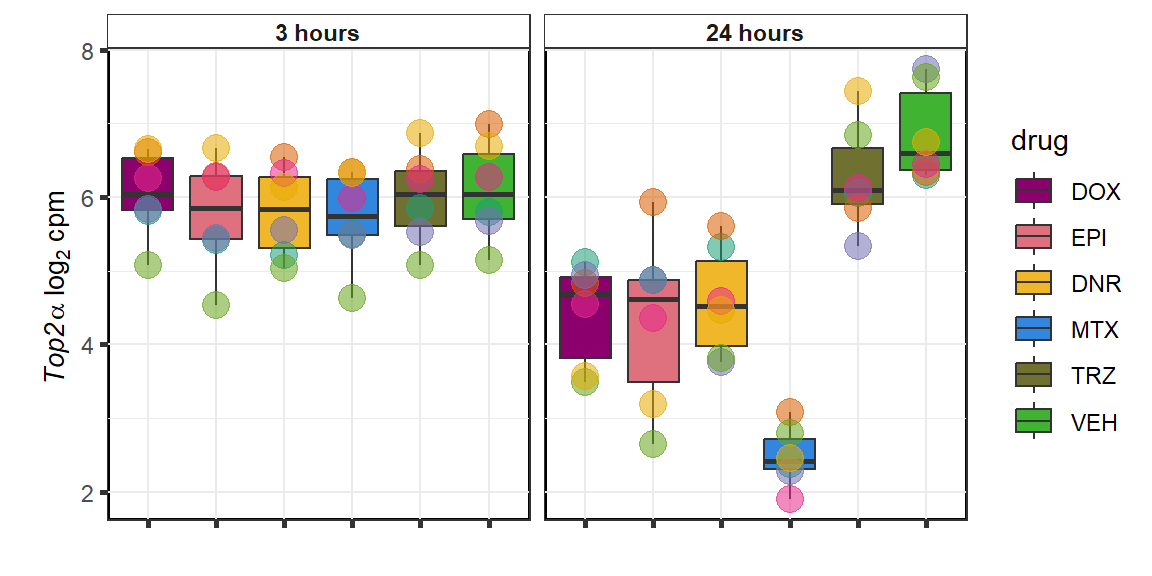 3 hours
24 hours
8
6
4
2
Top2α log₂ cpm
drug
DOX
EPI
DNR
MTX
TRZ
VEH